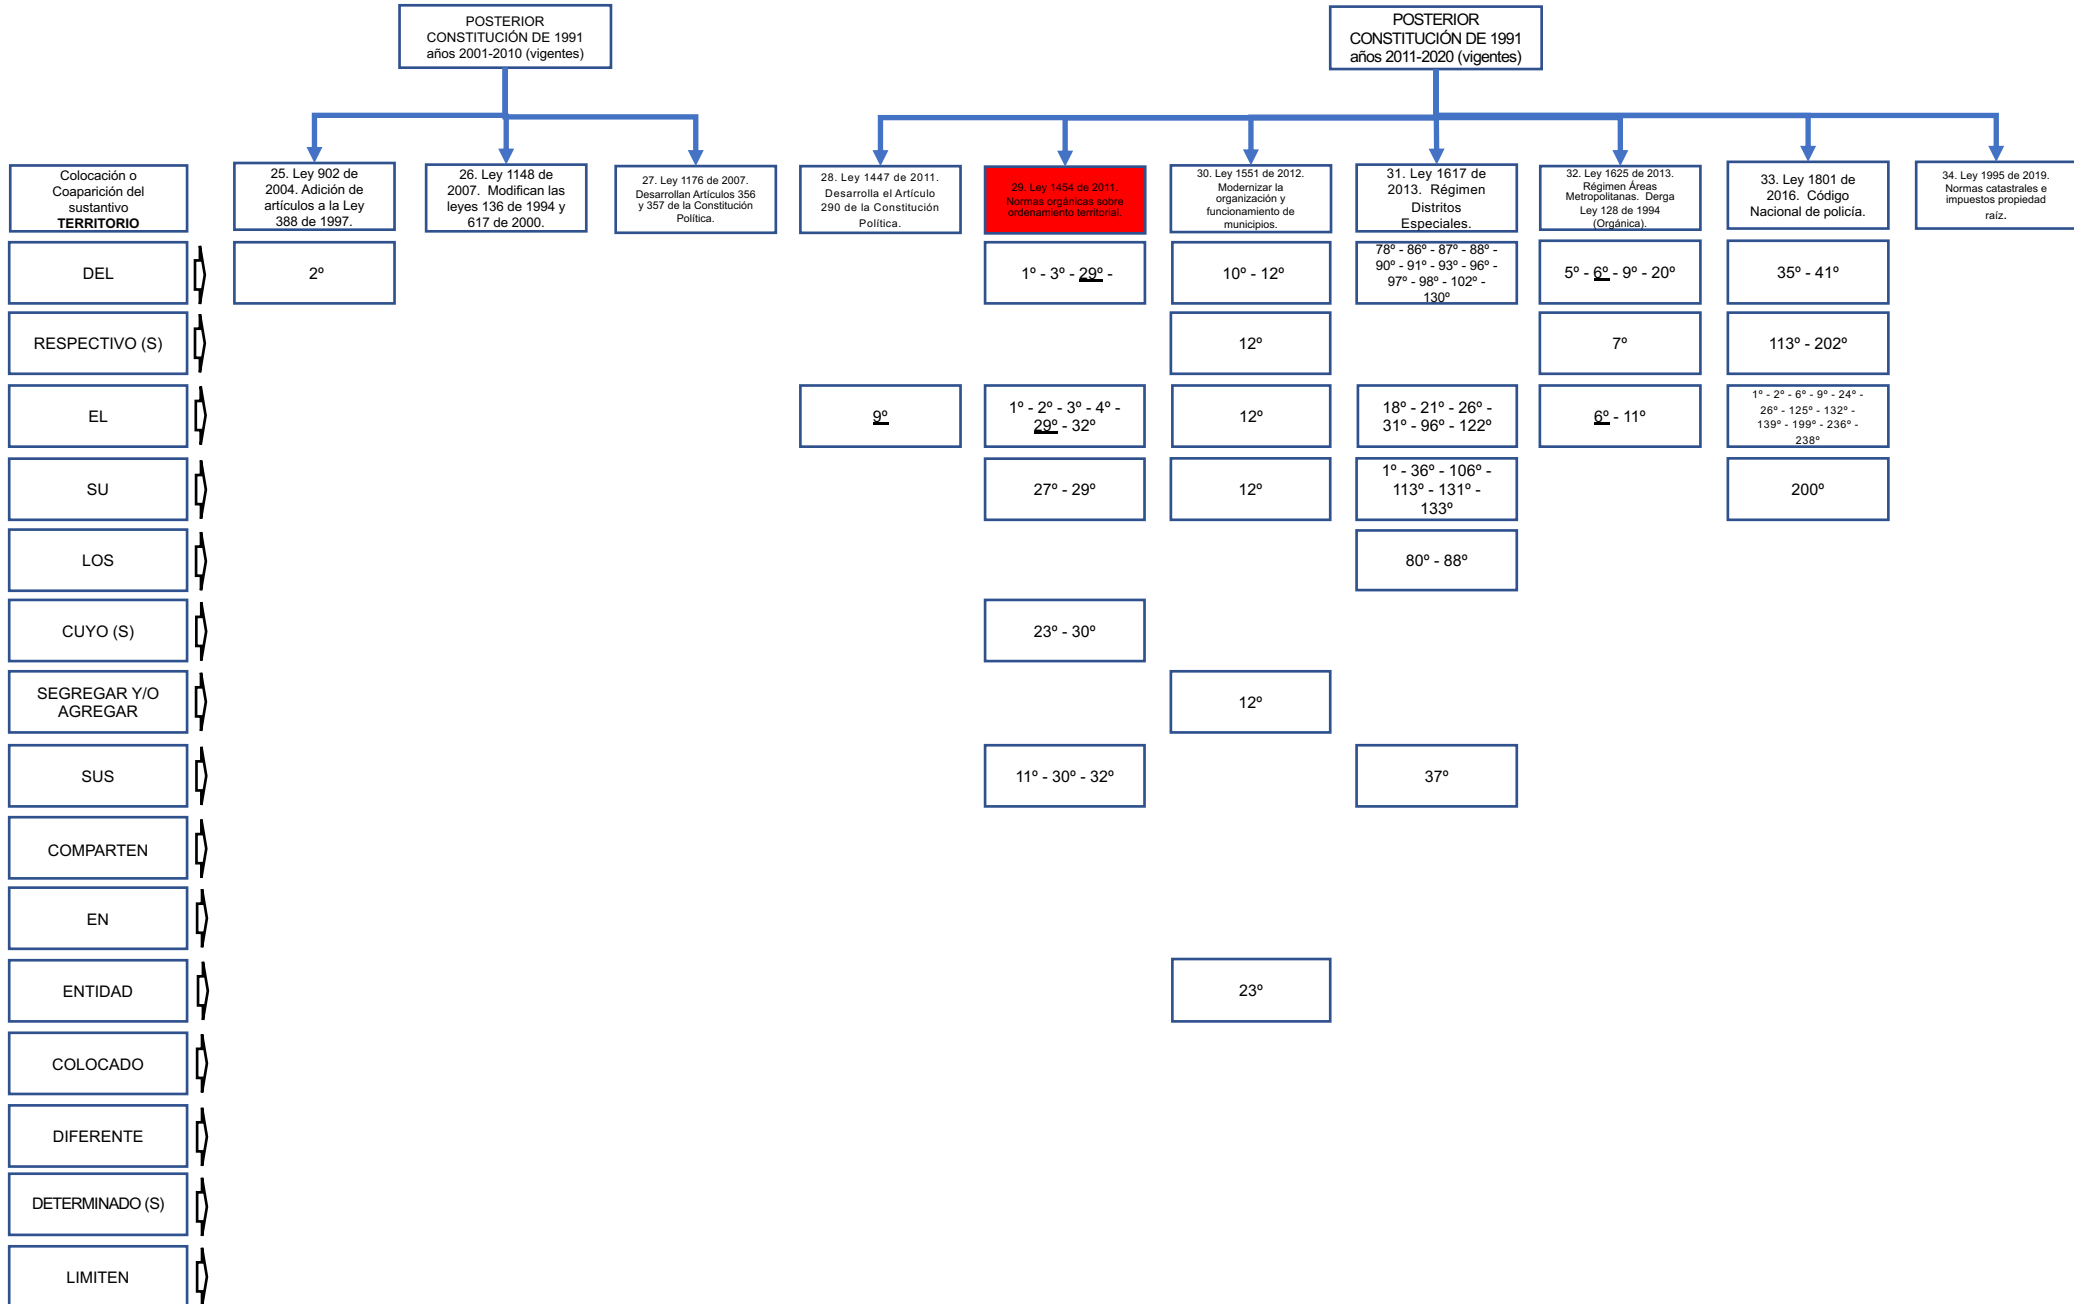 POSTERIOR
CONSTITUCIÓN DE 1991
años 2001-2010 (vigentes)
POSTERIOR
CONSTITUCIÓN DE 1991
años 2011-2020 (vigentes)
Colocación o
Coaparición del
sustantivo
TERRITORIO
25. Ley 902 de
2004. Adición de
artículos a la Ley
388 de 1997.
26. Ley 1148 de
2007. Modifican las
leyes 136 de 1994 y
617 de 2000.
27. Ley 1176 de 2007.
Desarrollan Artículos 356
y 357 de la Constitución
Política.
28. Ley 1447 de 2011.
Desarrolla el Artículo
290 de la Constitución
Política.
29. Ley 1454 de 2011.
Normas orgánicas sobre
ordenamiento territorial.
30. Ley 1551 de 2012.
Modernizar la
organización y
funcionamiento de
municipios.
31. Ley 1617 de
2013. Régimen
Distritos
Especiales.
32. Ley 1625 de 2013.
Régimen Áreas
Metropolitanas. Derga
Ley 128 de 1994
(Orgánica).
33. Ley 1801 de
2016. Código
Nacional de policía.
34. Ley 1995 de 2019.
Normas catastrales e
impuestos propiedad
raíz.
DEL
2º
1º - 3º - 29º -
10º - 12º
78º - 86º - 87º - 88º -
90º - 91º - 93º - 96º -
97º - 98º - 102º -
130º
5º - 6º - 9º - 20º
35º - 41º
RESPECTIVO (S)
12º
7º
113º - 202º
EL
9º
1º - 2º - 3º - 4º -
29º - 32º
12º
18º - 21º - 26º -
31º - 96º - 122º
6º - 11º
1º - 2º - 6º - 9º - 24º -
26º - 125º - 132º -
139º - 199º - 236º -
238º
SU
27º - 29º
12º
1º - 36º - 106º -
113º - 131º -
133º
200º
LOS
80º - 88º
CUYO (S)
23º - 30º
SEGREGAR Y/O
AGREGAR
12º
SUS
11º - 30º - 32º
37º
COMPARTEN
EN
ENTIDAD
23º
COLOCADO
DIFERENTE
DETERMINADO (S)
LIMITEN